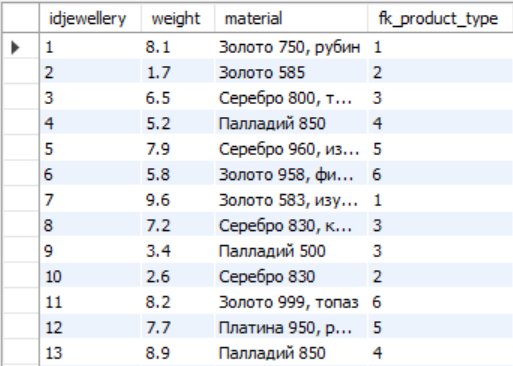 idjewellery weight material fk_product_type
1 8.1 Золото 750, рубин 1
2 1.7 Золото 585 2
3 6.5 Серебро 800, т... 3
4 5.2 Палладий 850 4
5 7.9 Серебро 960, из... 5
6 5.8 Золото 958, фи... 6
7 9.6 Золото 583, изу... 1
8 7.2 Серебро 830, к... 3
9 3.4 Палладий 500 3
10 2.6 Серебро 830 2
11 8.2 Золото 999, топаз 6
12 7.7 Платина 950, р... 5
13 8.9 Палладий 850 4